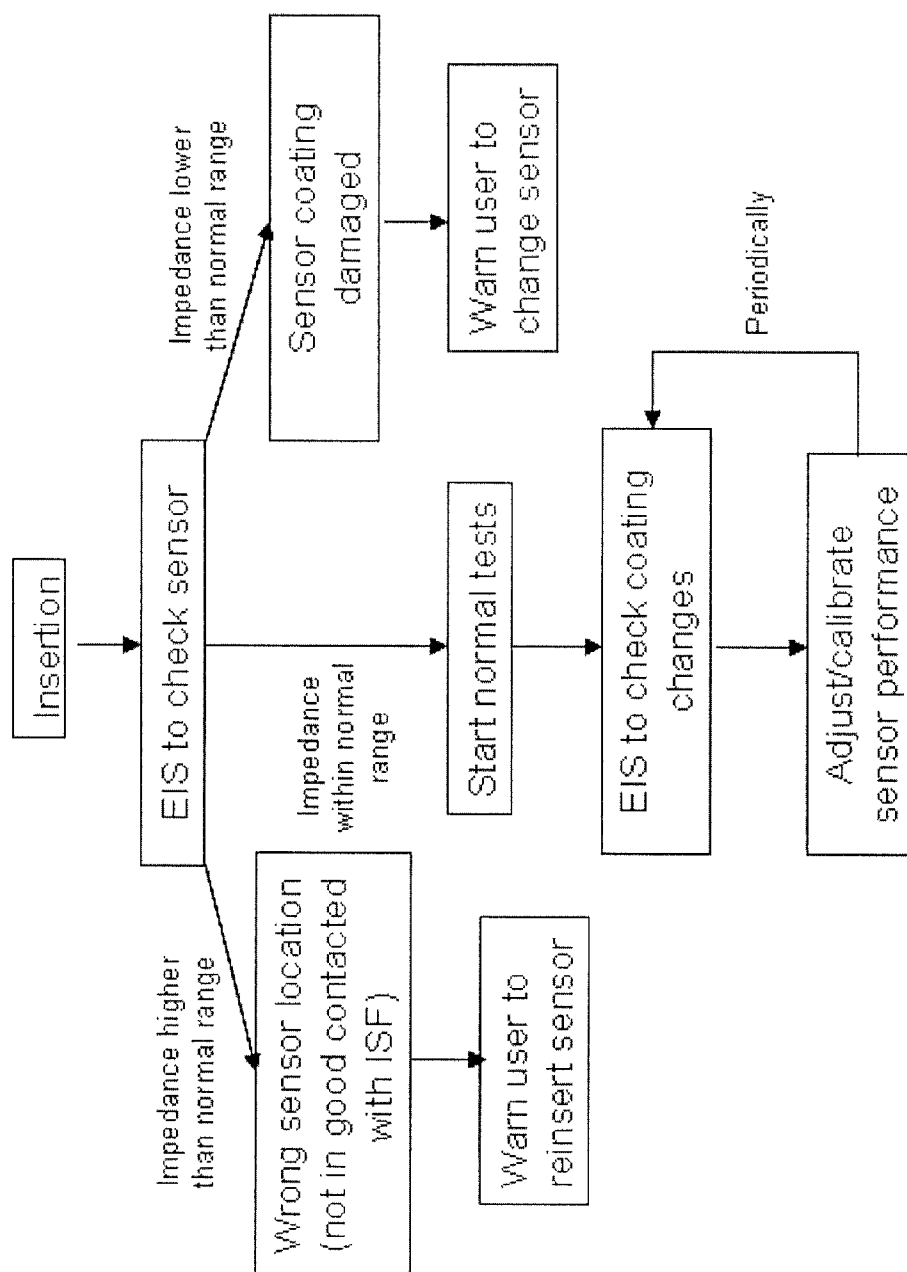 Insertion
EIS to check sensor
Impedance higher
than normal range
Impedance
within normal
range
Impedance lower
than normal range
Wrong sensor location
(not in good contacted
with ISF)
Warn user to
reinsert sensor
Start normal tests
EIS to check coating
changes
Adjust/calibrate
sensor performance
Periodically
Sensor coating
damaged
Warn user to
change sensor